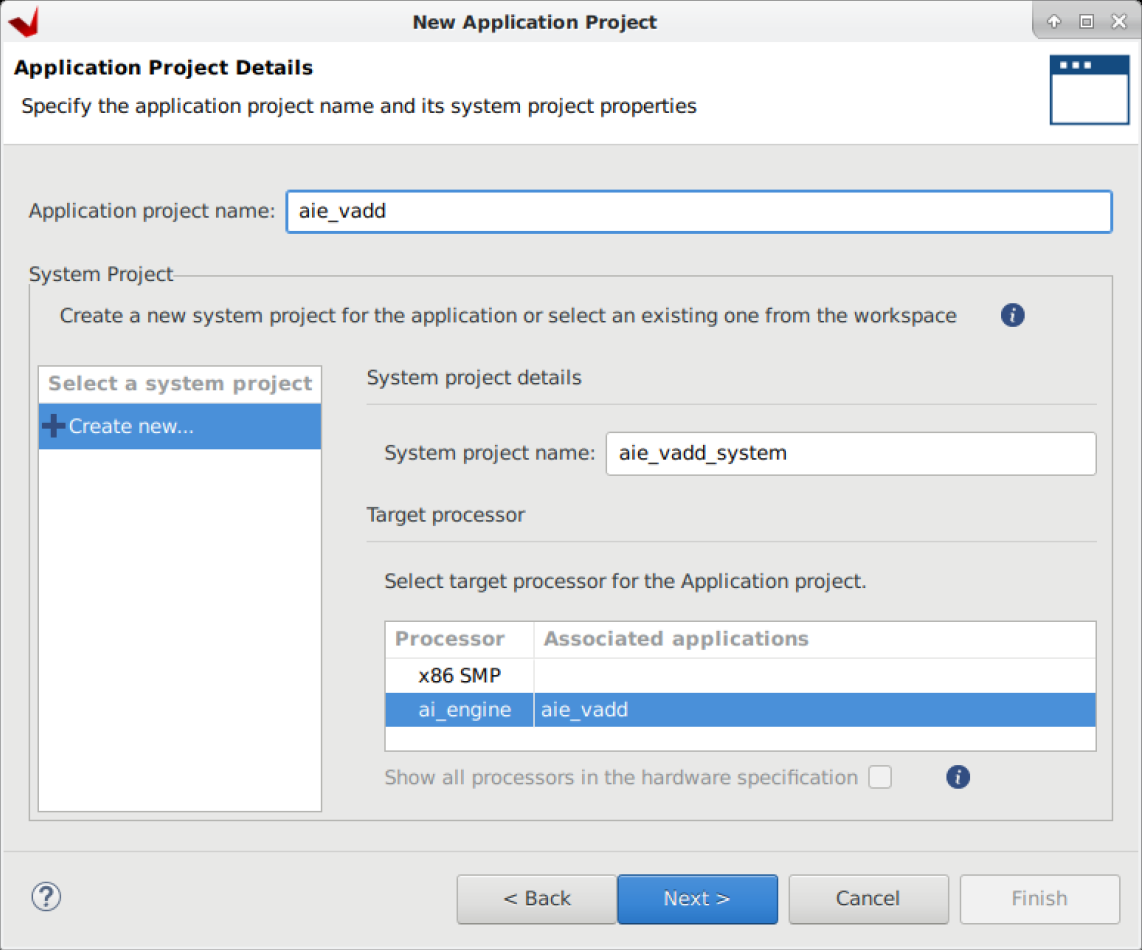 New Application Project
Application Project Details
Specify the application project name and its system project properties
Application project name: aie_vadd
System Project
Create a new system project for the application or select an existing one from the workspace
Select a system project
Create new...
System project details
System project name: aie_vadd_system
Target processor
Select target processor for the Application project.
Processor Associated applications
x86 SMP
ai_engine aie_vadd
Show all processors in the hardware specification
< Back Next > Cancel Finish